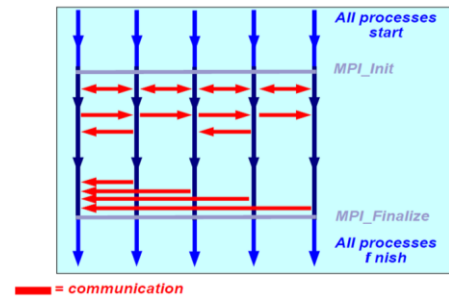 All processes
start
MPI_Init
MPI_Finalize
All processes
f nish
= communication